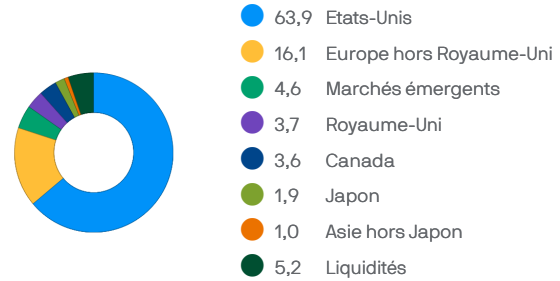 63,9 Etats-Unis
16,1 Europe hors Royaume-Uni
4,6 Marchés émergents
3,7 Royaume-Uni
3,6 Canada
1,9 Japon
1,0 Asie hors Japon
5,2 Liquidités